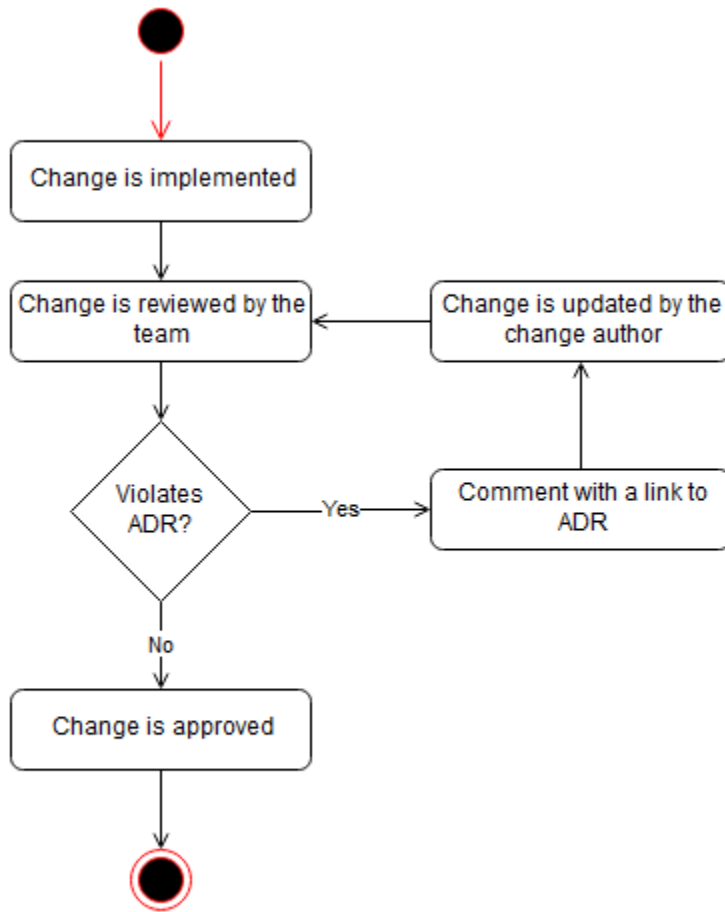 Change is implemented
Change is reviewed by the
team
Change is updated by the
change author
Violates
ADR?
Yes
Comment with a link to
ADR
No
Change is approved